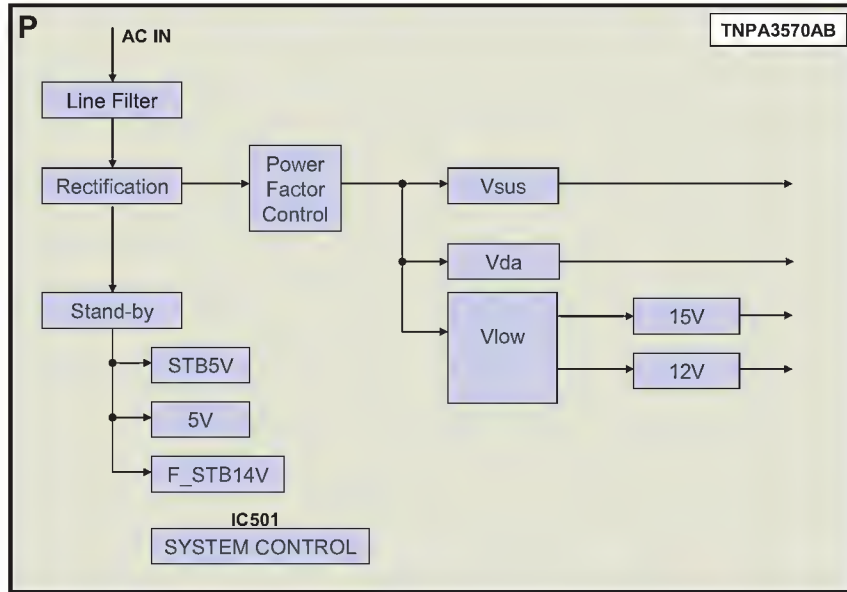 P
TNPA3570AB
AC IN
Line Filter
Rectification
Power
Factor
Control
Vsus
Vda
Vlow
15V
12V
Stand-by
STB5V
5V
F_STB14V
IC501
SYSTEM CONTROL